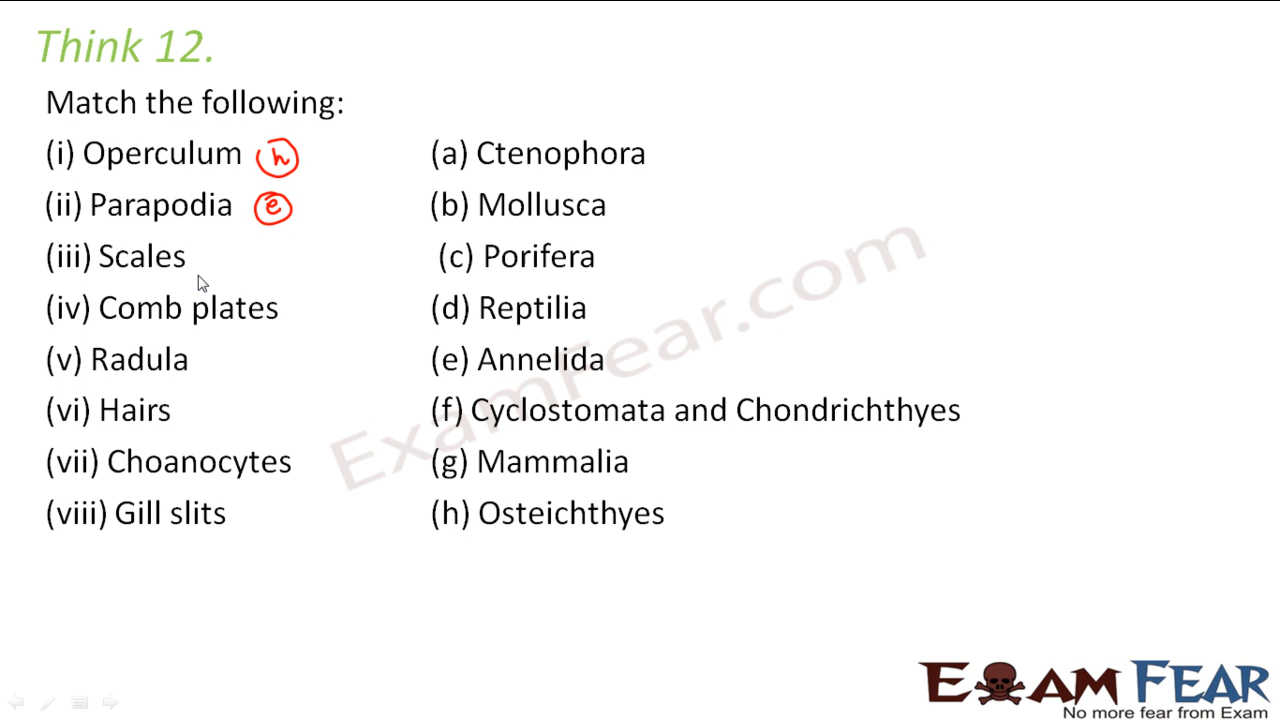 Think 12.
Match the following:
(i) Operculum h (a) Ctenophora
(ii) Parapodia e (b) Mollusca
(iii) Scales (c) Porifera
(iv) Comb plates (d) Reptilia
(v) Radula (e) Annelida
(vi) Hairs (f) Cyclostomata and Chondrichthyes
(vii) Choanocytes (g) Mammalia
(viii) Gill slits (h) Osteichthyes
ExamFear.com
EXAM FEAR
No more fear from Exam